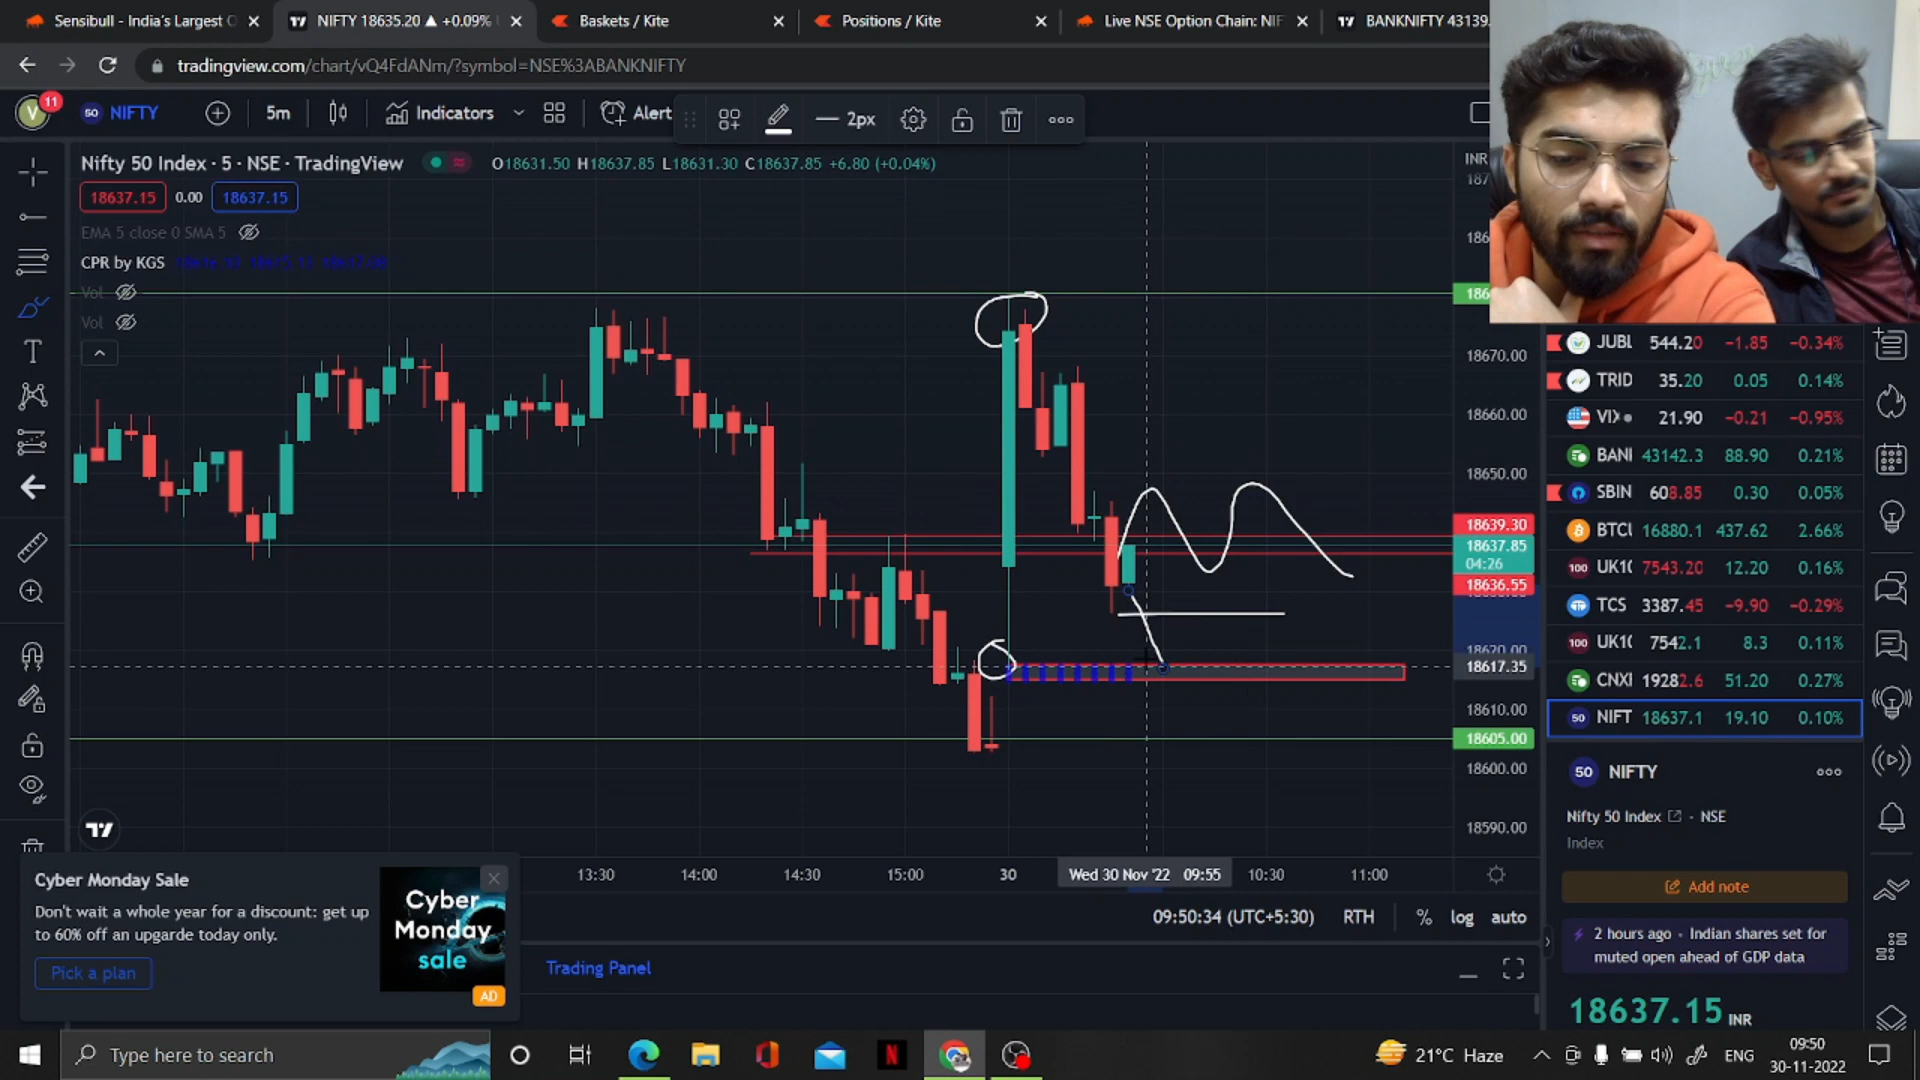 Sensibull - India's Largest O
NIFTY 18635.20 ▲ +0.09%
Baskets / Kite
Positions / Kite
Live NSE Option Chain: NIF
BANKNIFTY 43139.
tradingview.com/chart/vQ4FdANm/?symbol=NSE%3ABANKNIFTY
V
11
50 NIFTY
5m
Indicators
Alert
2px
Nifty 50 Index · 5 · NSE · TradingView
O18631.50 H18637.85 L18631.30 C18637.85 +6.80 (+0.04%)
INR
18637.15
0.00
18637.15
EMA 5 close 0 SMA 5
CPR by KGS
Vol
Vol
18670.00
18660.00
18650.00
18639.30
18637.85
04:26
18636.55
18620.00
18617.35
18610.00
18605.00
18600.00
18590.00
JUBL 544.20 −1.85 −0.34%
TRID 35.20 0.05 0.14%
VIX 21.90 −0.21 −0.95%
BANI 43142.3 88.90 0.21%
SBIN 608.85 0.30 0.05%
BTCU 16880.1 437.62 2.66%
100 UK10 7543.20 12.20 0.16%
TCS 3387.45 −9.90 −0.29%
100 UK10 7542.1 8.3 0.11%
CNXI 19282.6 51.20 0.27%
50 NIFT 18637.1 19.10 0.10%
50 NIFTY
Nifty 50 Index · NSE
Index
Add note
2 hours ago · Indian shares set for
muted open ahead of GDP data
18637.15 INR
13:30
14:00
14:30
15:00
30
Wed 30 Nov '22 09:55
10:30
11:00
09:50:34 (UTC+5:30)
RTH
%
log
auto
Cyber Monday Sale
Don't wait a whole year for a discount: get up
to 60% off an upgarde today only.
Pick a plan
Cyber
Monday
sale
AD
Trading Panel
Type here to search
21°C Haze
ENG
09:50
30-11-2022